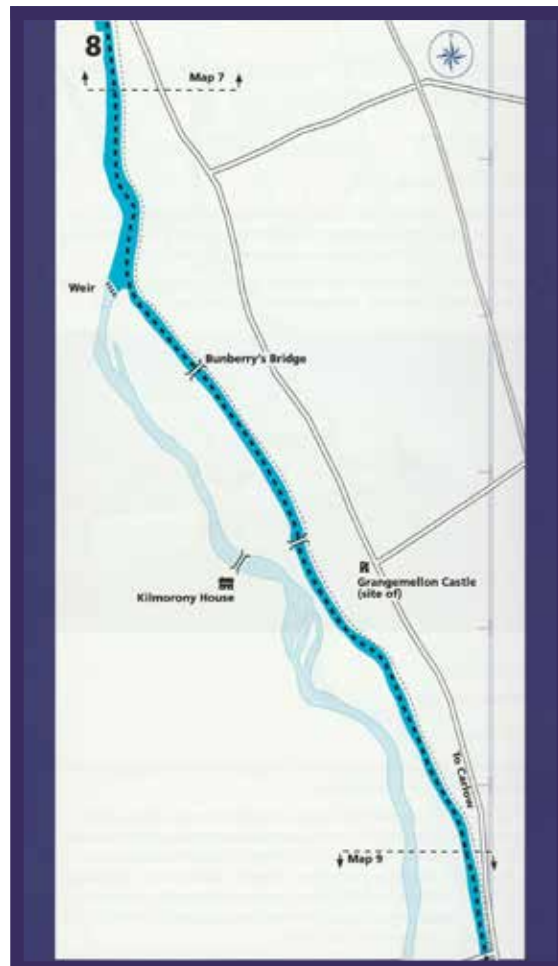 8
Map 7
Weir
Bunberry's Bridge
Grangemellon Castle
(site of)
Kilmorony House
To Carlow
Map 9